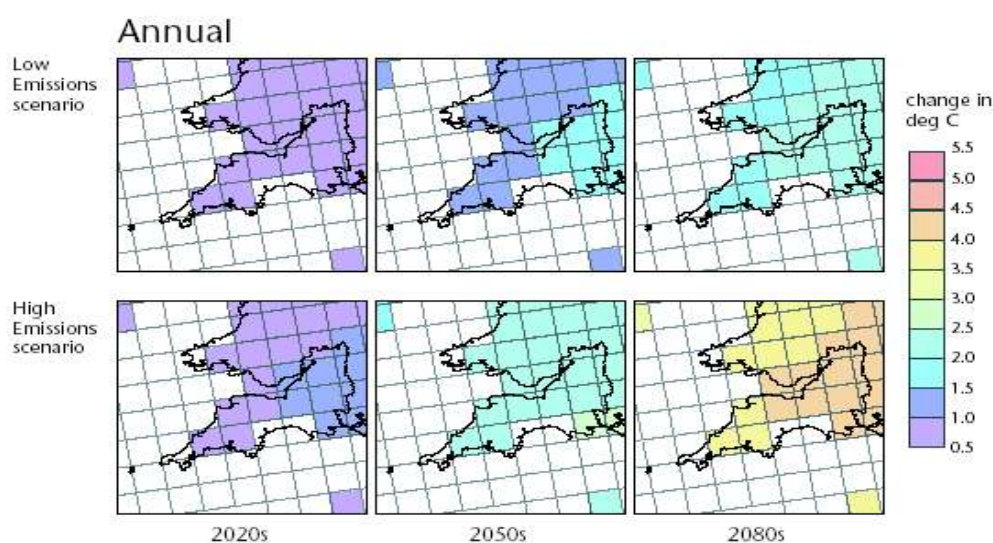 Annual
Low
Emissions
scenario
change in
deg C
5.5
5.0
4.5
4.0
3.5
3.0
2.5
2.0
1.5
1.0
0.5
High
Emissions
scenario
2020s
2050s
2080s